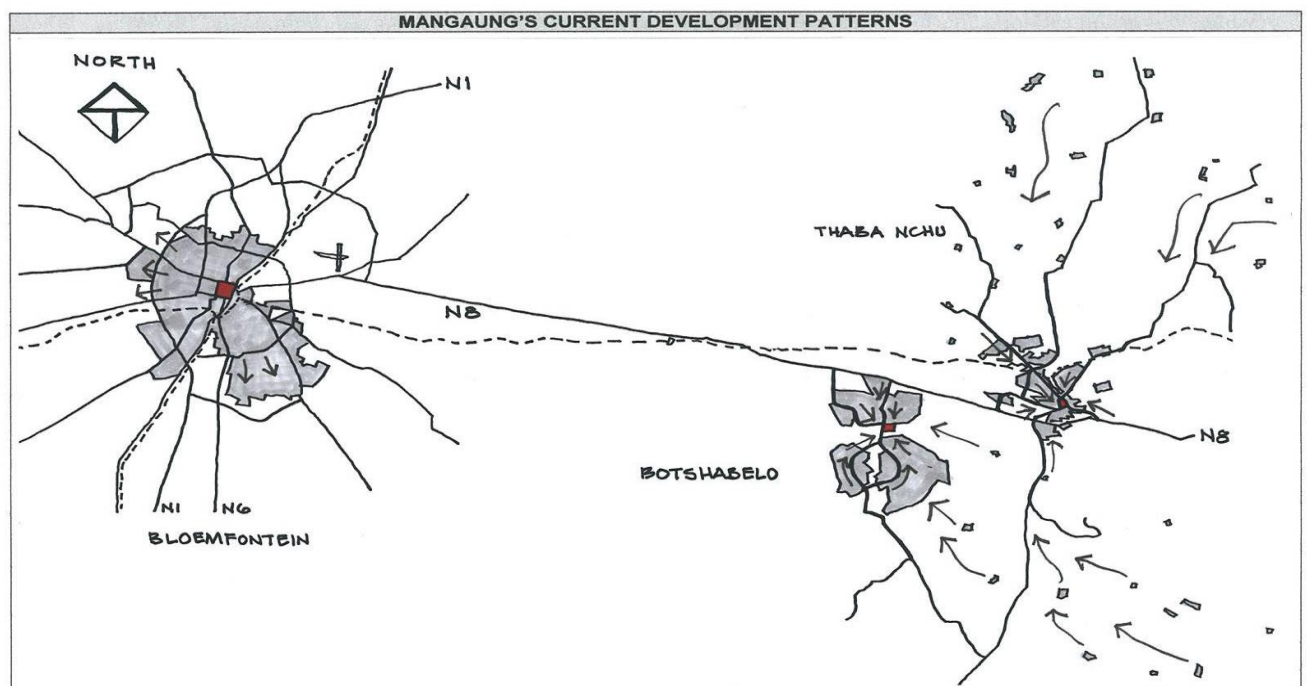 MANGAUNG'S CURRENT DEVELOPMENT PATTERNS
NORTH
N1
THABA NCHU
N8
N8
BOTSHABELO
N1
N6
BLOEMFONTEIN